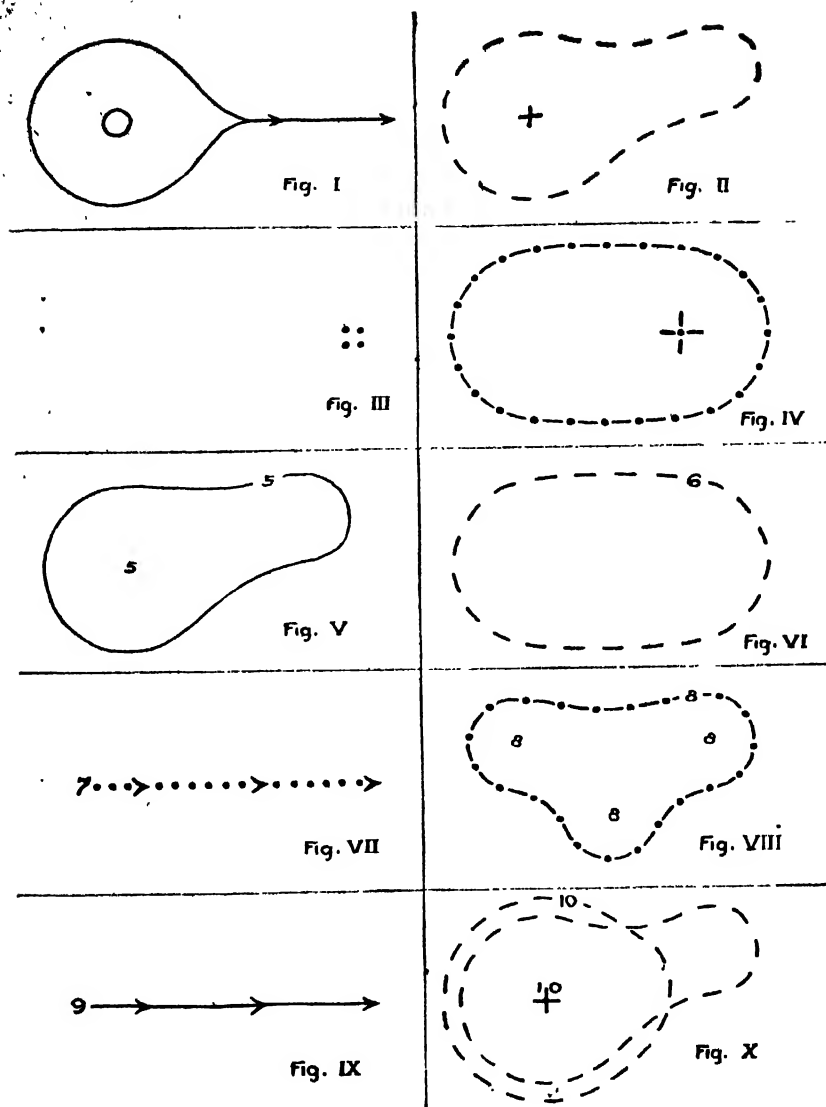 Fig. I
Fig. II
Fig. III
Fig. IV
5
5
Fig. V
6
Fig. VI
7
Fig. VII
8
8
8
8
Fig. VIII
9
Fig. IX
10
10
Fig. X